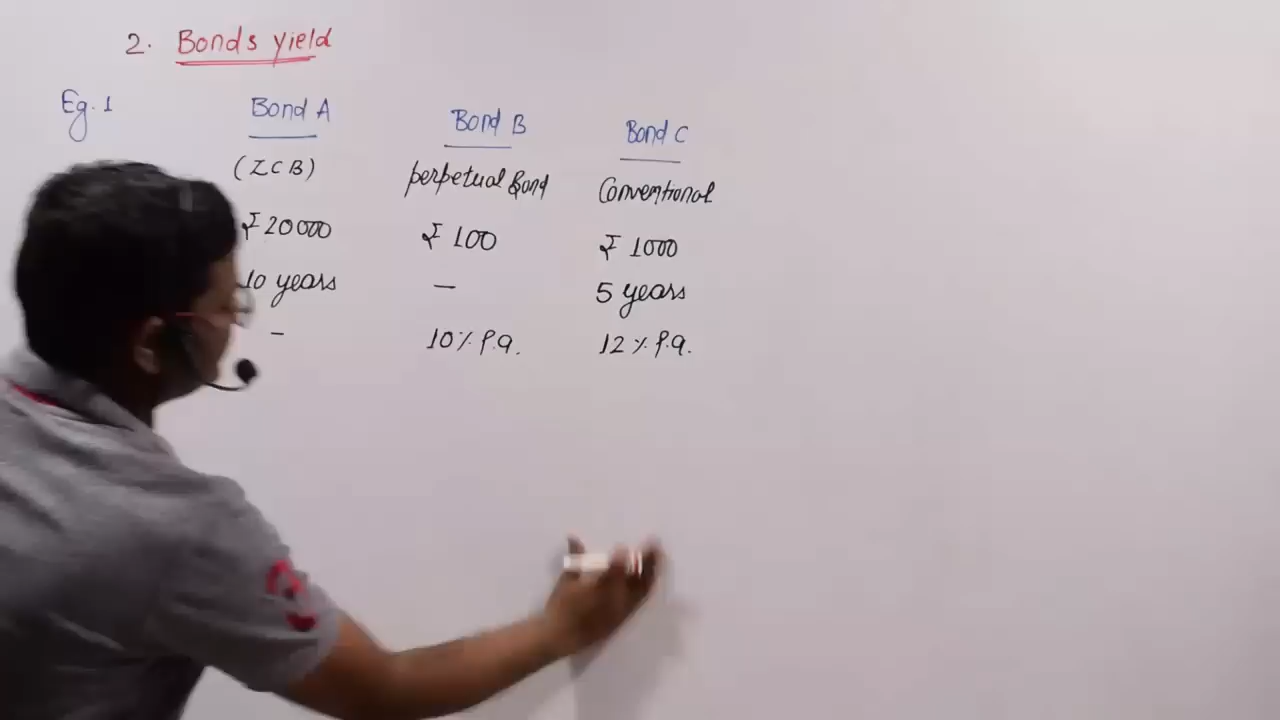 2. Bonds yield
Eg. 1 Bond A Bond B Bond C
(ZCB) perpetual Bond Conventional
₹ 20000 ₹ 100 ₹ 1000
10 years — 5 years
- 10% P.a. 12% P.a.